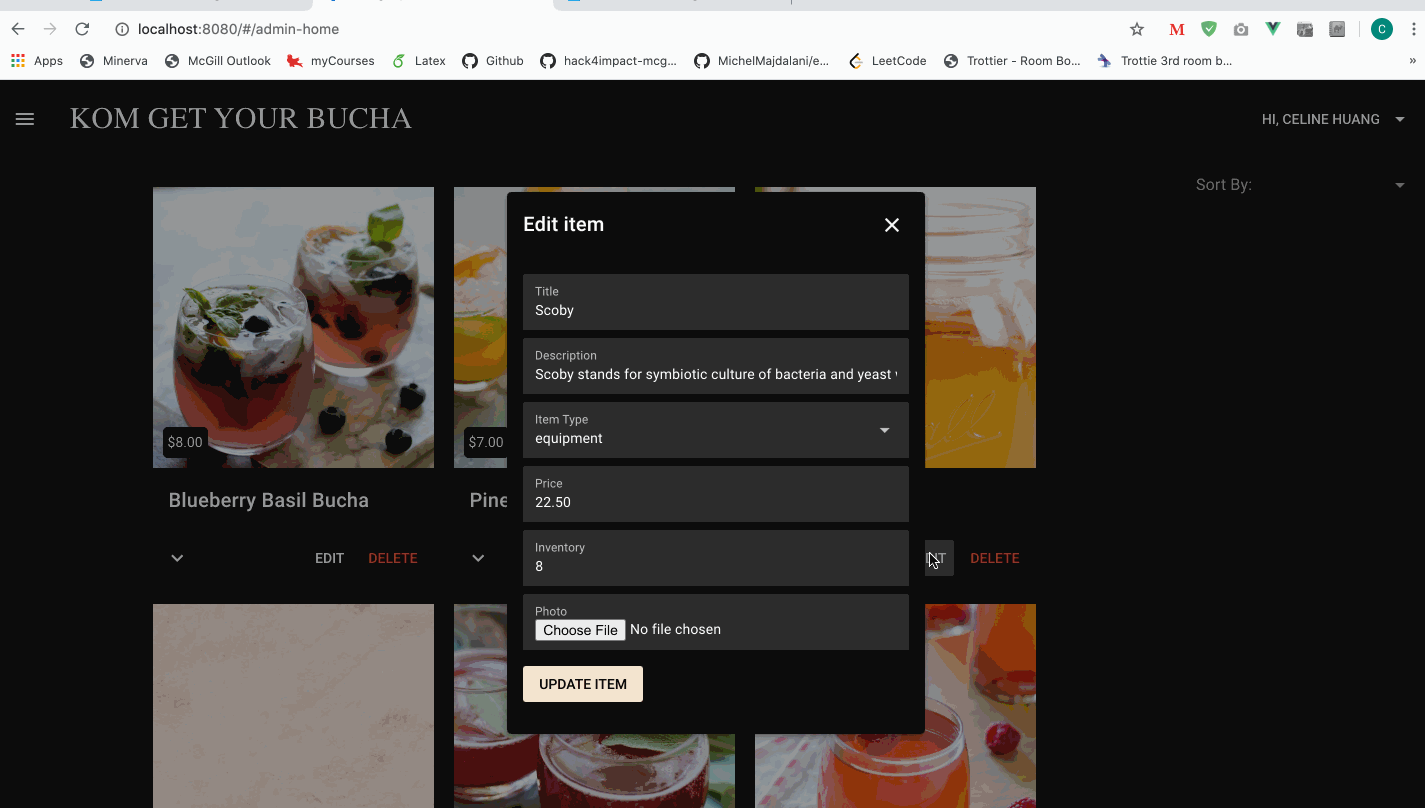 localhost:8080/#/admin-home
M
C
Apps Minerva McGill Outlook myCourses Latex Github hack4impact-mcg... MichelMajdalani/e... LeetCode Trottier - Room Bo... Trottie 3rd room b... »
KOM GET YOUR BUCHA
HI, CELINE HUANG
Sort By:
$8.00
Blueberry Basil Bucha
EDIT DELETE
$7.00
Pine
DELETE
Edit item
Title
Scoby
Description
Scoby stands for symbiotic culture of bacteria and yeast
Item Type
equipment
Price
22.50
Inventory
8
Photo
Choose File No file chosen
UPDATE ITEM